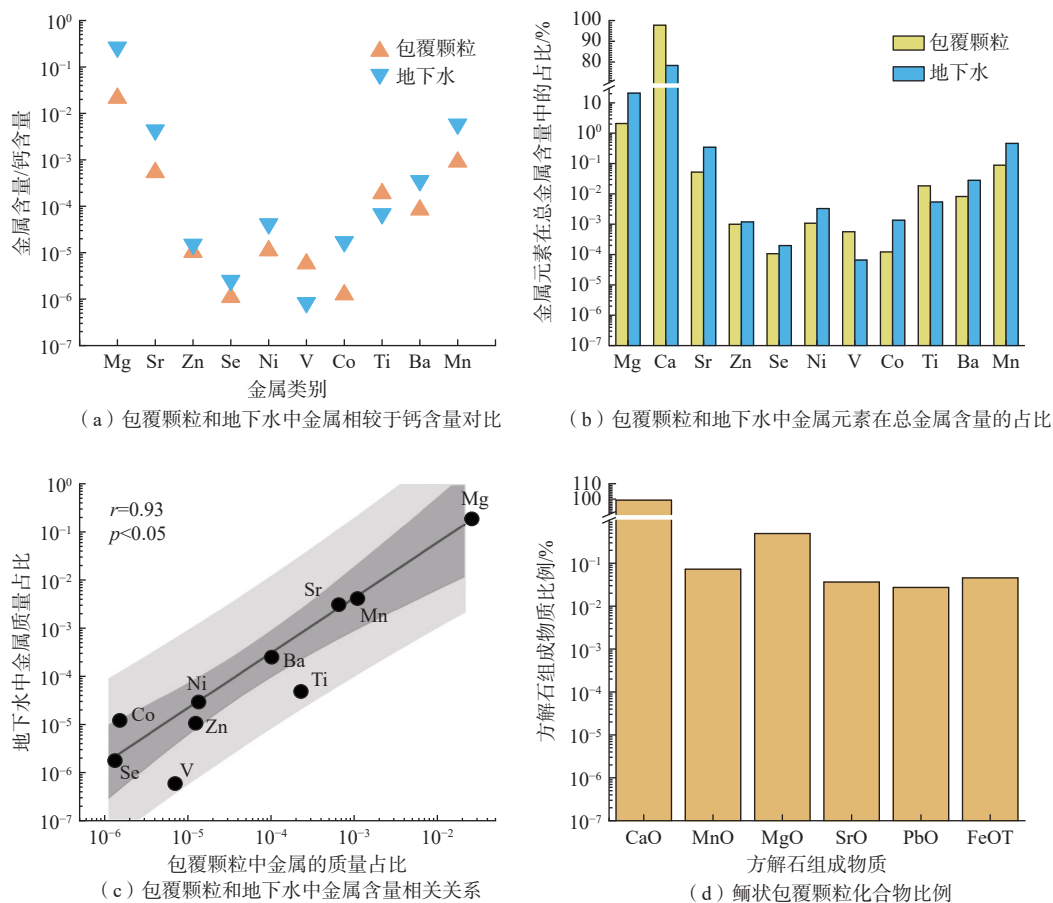 金属含量/钙含量
10⁰
10⁻¹
10⁻²
10⁻³
10⁻⁴
10⁻⁵
10⁻⁶
10⁻⁷
包覆颗粒
地下水
Mg Sr Zn Se Ni V Co Ti Ba Mn
金属类别
(a)包覆颗粒和地下水中金属相较于钙含量对比
金属元素在总金属含量中的占比/%
100
90
80
10
10⁰
10⁻¹
10⁻²
10⁻³
10⁻⁴
10⁻⁵
10⁻⁶
10⁻⁷
包覆颗粒
地下水
Mg Ca Sr Zn Se Ni V Co Ti Ba Mn
(b)包覆颗粒和地下水中金属元素在总金属含量的占比
地下水中金属质量占比
10⁰
10⁻¹
10⁻²
10⁻³
10⁻⁴
10⁻⁵
10⁻⁶
10⁻⁷
r=0.93
p<0.05
Mg
Sr
Mn
Ba
Ti
Ni
Co
Zn
Se
V
10⁻⁶ 10⁻⁵ 10⁻⁴ 10⁻³ 10⁻²
包覆颗粒中金属的质量占比
(c)包覆颗粒和地下水中金属含量相关关系
方解石组成物质比例/%
110
100
10⁻¹
10⁻²
10⁻³
10⁻⁴
10⁻⁵
10⁻⁶
10⁻⁷
CaO MnO MgO SrO PbO FeOT
方解石组成物质
(d)鲕状包覆颗粒化合物比例